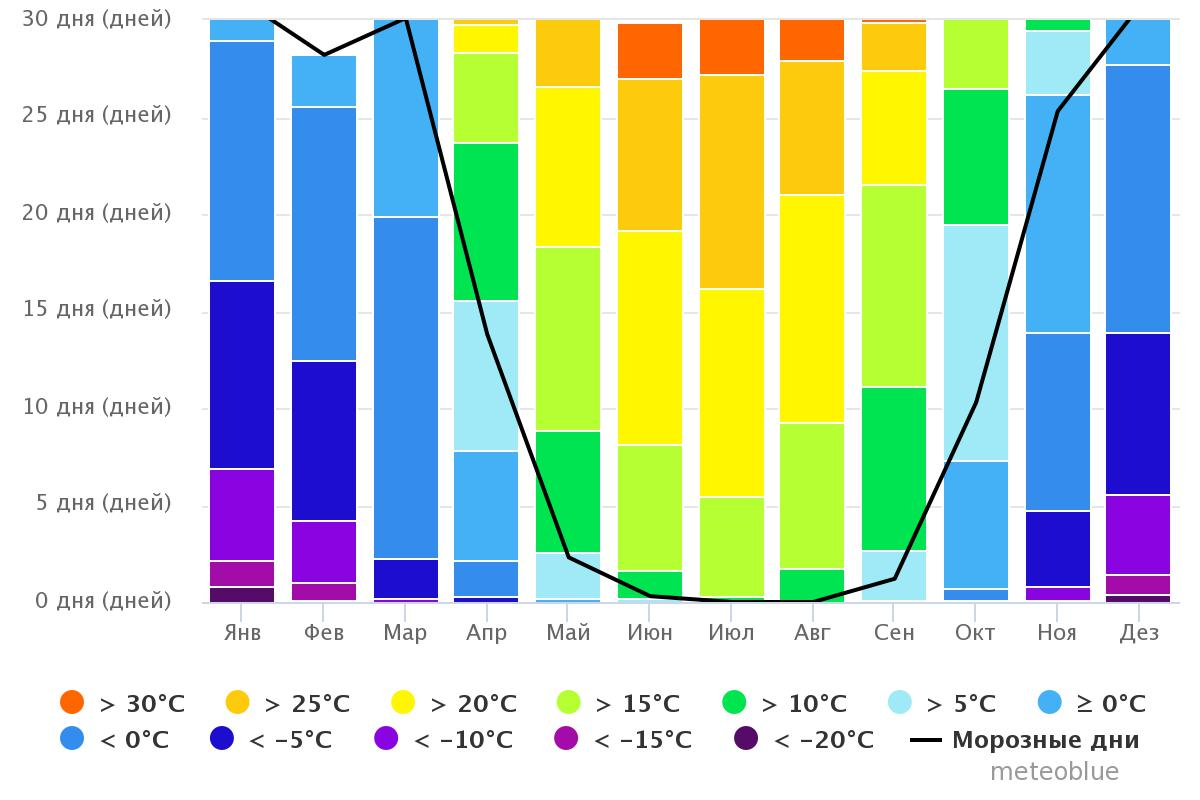 30 дня (дней)
25 дня (дней)
20 дня (дней)
15 дня (дней)
10 дня (дней)
5 дня (дней)
0 дня (дней)
Янв Фев Мар Апр Май Июн Июл Авг Сен Окт Ноя Дез
> 30°C > 25°C > 20°C > 15°C > 10°C > 5°C ≥ 0°C
< 0°C < −5°C < −10°C < −15°C < −20°C Морозные дни
meteoblue